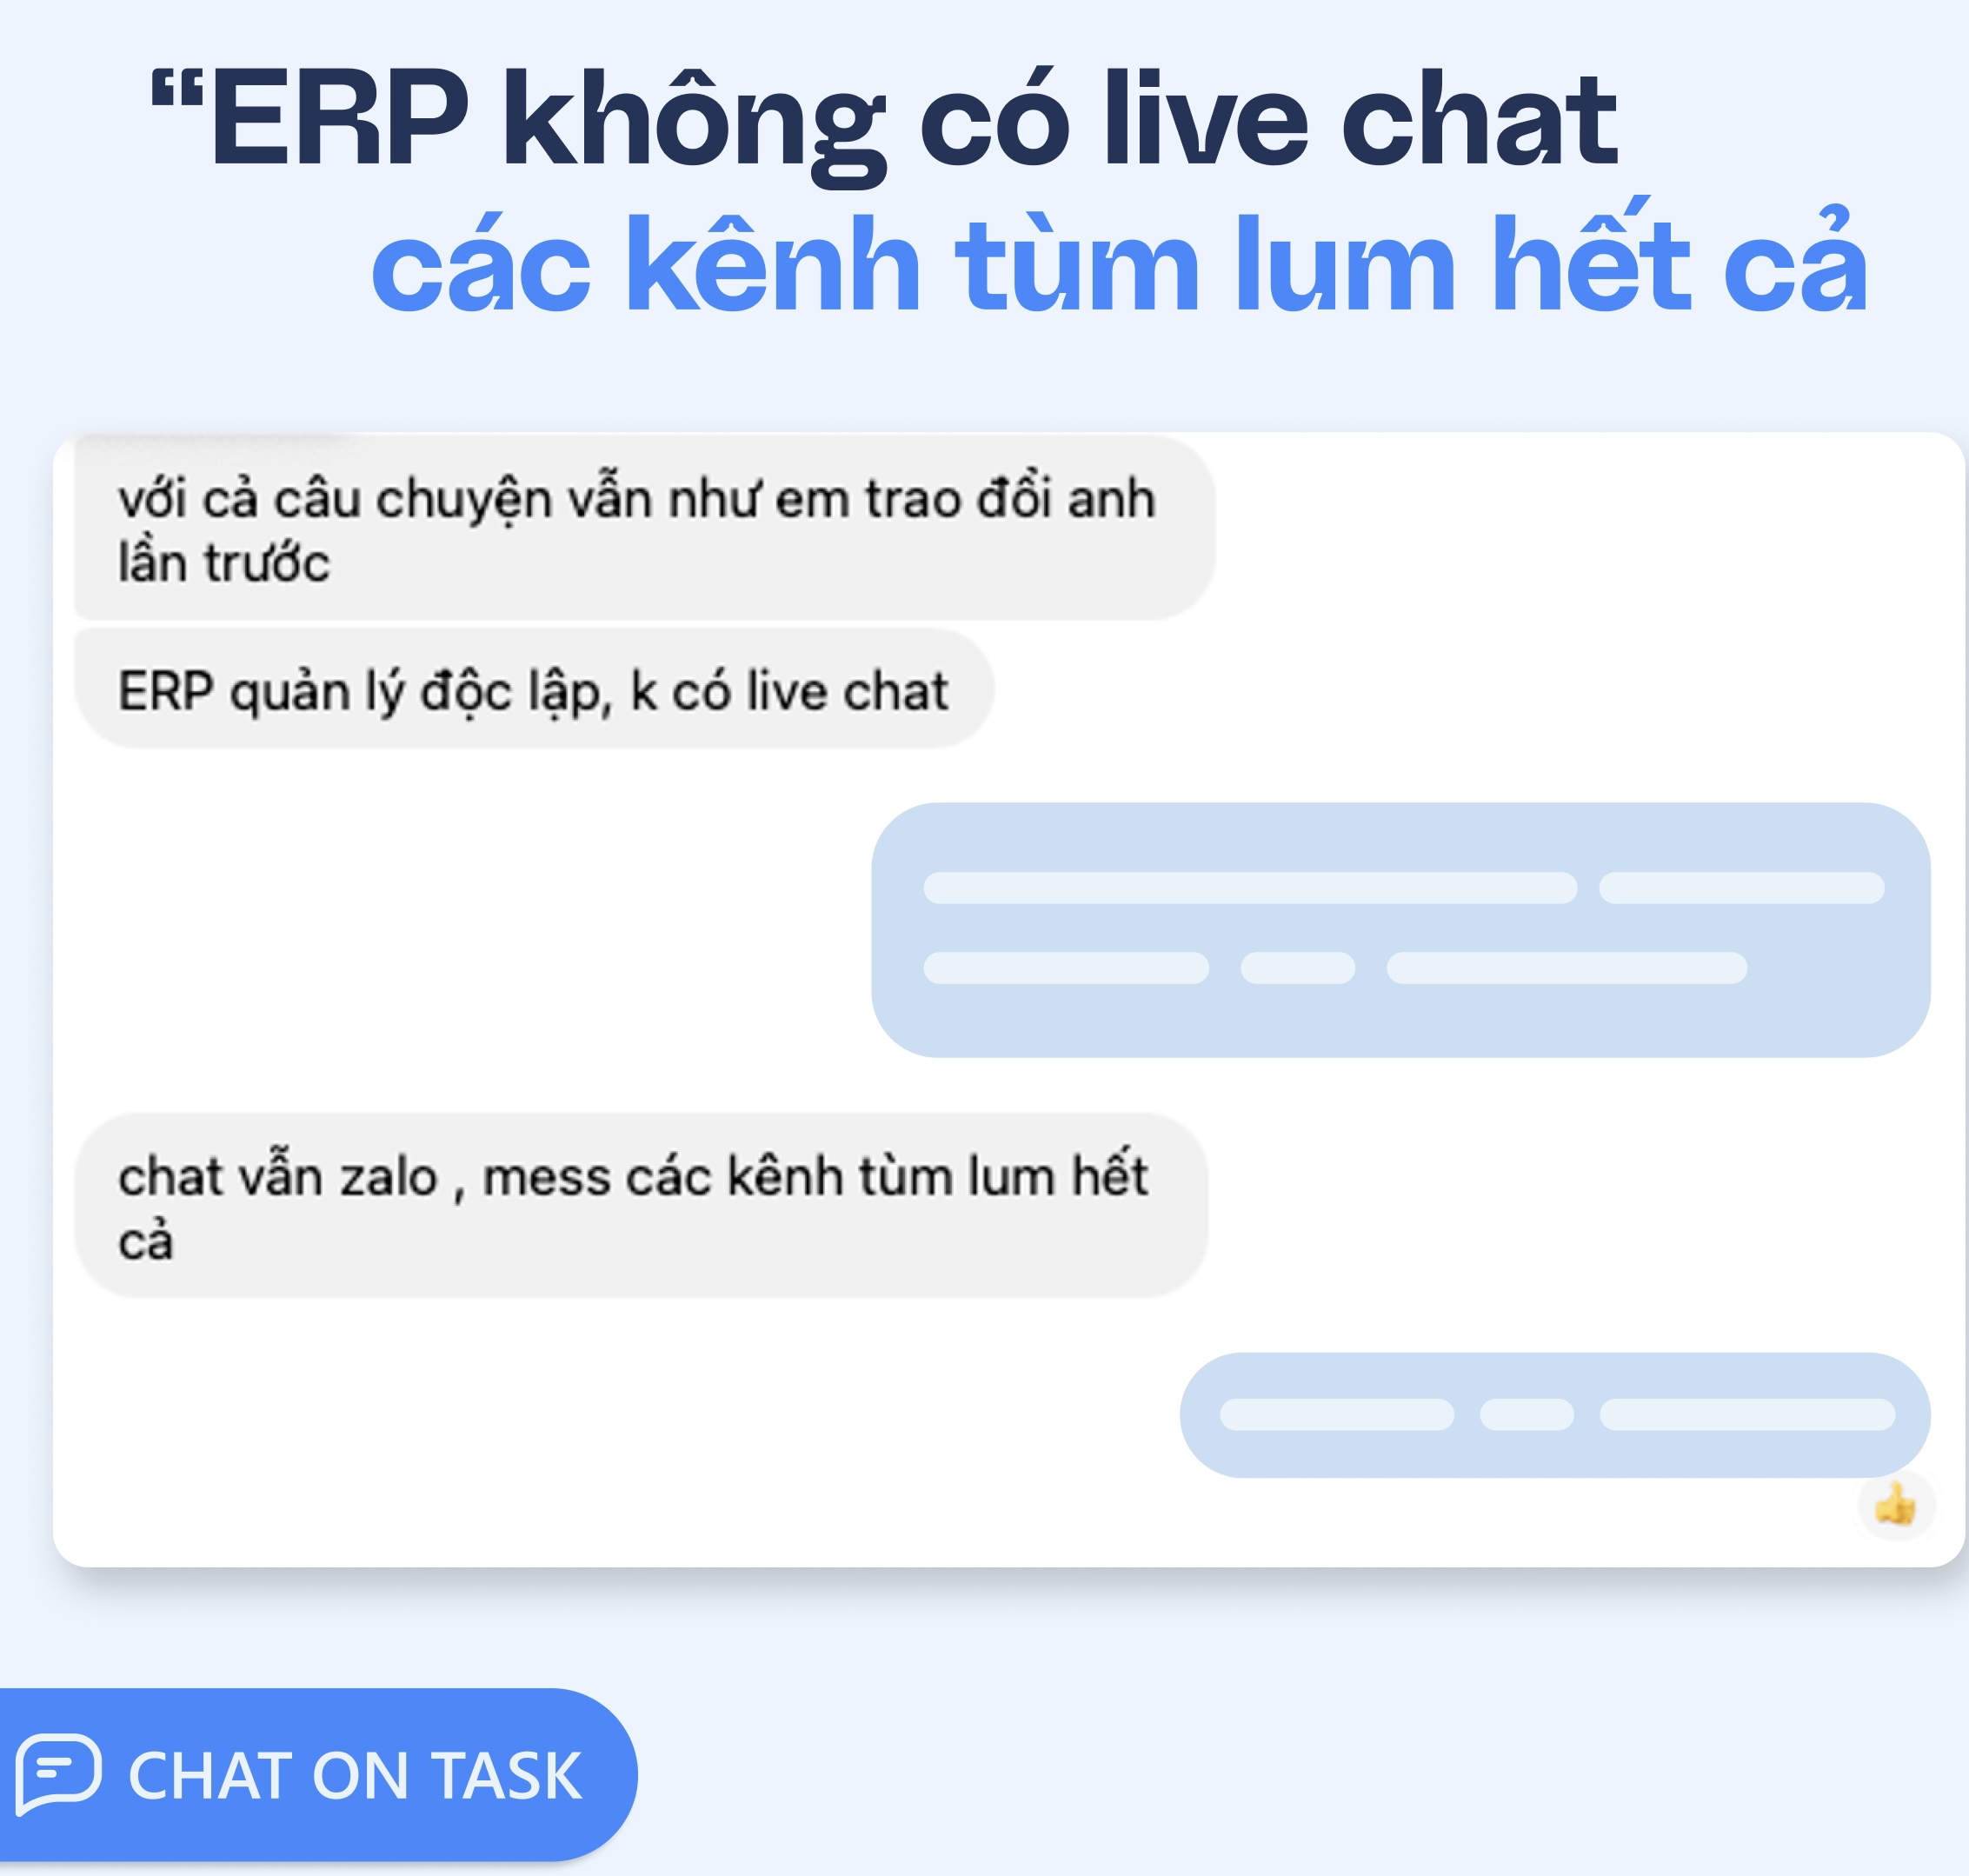 “ERP không có live chat
các kênh tùm lum hết cả
với cả câu chuyện vẫn như em trao đổi anh
lần trước
ERP quản lý độc lập, k có live chat
chat vẫn zalo , mess các kênh tùm lum hết
cả
CHAT ON TASK